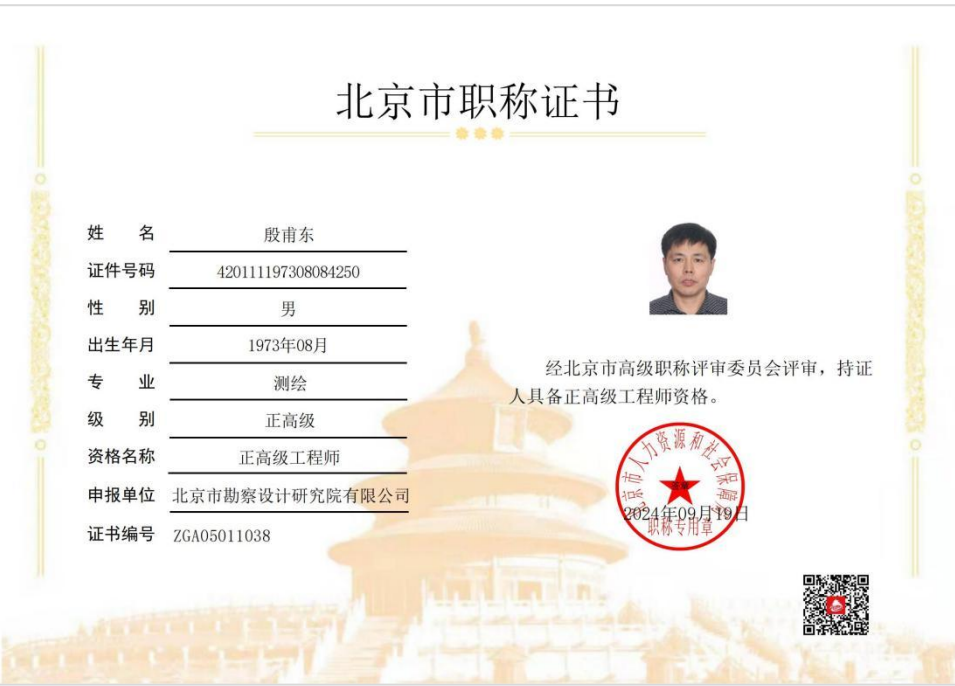 北京市职称证书
姓 名 殷甫东
证件号码 420111197308084250
性 别 男
出生年月 1973年08月
专 业 测绘
级 别 正高级
资格名称 正高级工程师
申报单位 北京市勘察设计研究院有限公司
证书编号 ZGA05011038
经北京市高级职称评审委员会评审，持证
人具备正高级工程师资格。
北京市人力资源和社会保障局
2024年09月19日
职称专用章